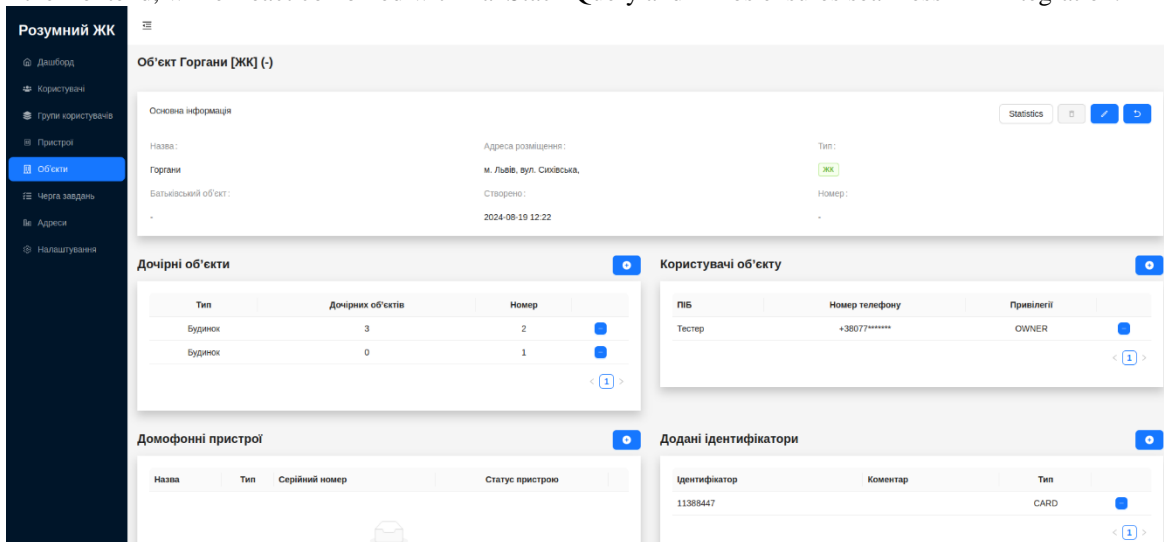 Розумний ЖК
Дашборд
Користувачі
Групи користувачів
Пристрої
Об'єкти
Черга завдань
Адреси
Налаштування
Об'єкт Горгани [ЖК] (-)
Основна інформація
Statistics
Назва: Адреса розміщення: Тип:
Горгани м. Львів, вул. Сихівська, ЖК
Батьківський об'єкт: Створено: Номер:
- 2024-08-19 12:22 -
Дочірні об'єкти
Тип Дочірних об'єктів Номер
Будинок 3 2
Будинок 0 1
< 1 >
Користувачі об'єкту
ПІБ Номер телефону Привілегії
Тестер +38077******* OWNER
< 1 >
Домофонні пристрої
Назва Тип Серійний номер Статус пристрою
Додані ідентифікатори
Ідентифікатор Коментар Тип
11388447 CARD
< 1 >